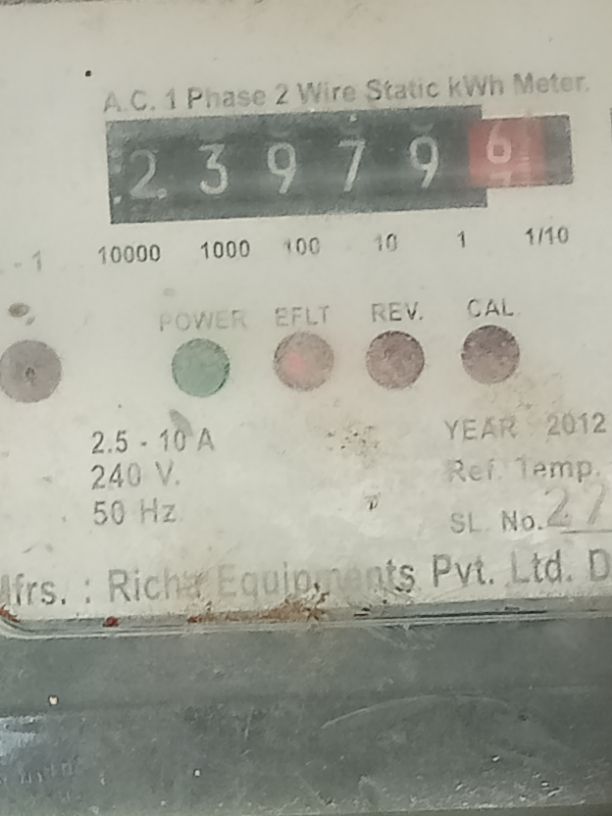 A.C. 1 Phase 2 Wire Static kWh Meter.
2 3 9 7 9 6
10000 1000 100 10 1 1/10
POWER EFLT REV. CAL
2.5 - 10 A
240 V.
50 Hz
YEAR 2012
Ref. Temp.
SL. No. 27
Mfrs. : Richa Equipments Pvt. Ltd. D